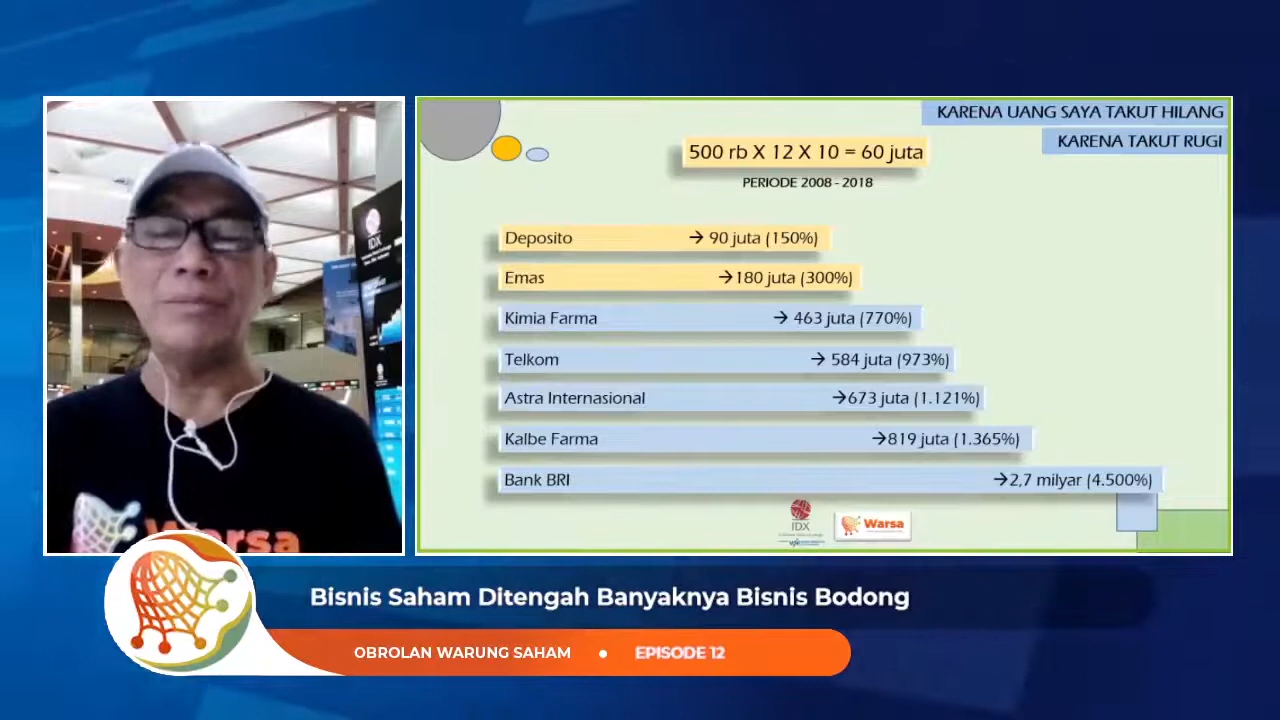 IDX
Warsa
KARENA UANG SAYA TAKUT HILANG
KARENA TAKUT RUGI
500 rb X 12 X 10 = 60 juta
PERIODE 2008 - 2018
Deposito → 90 juta (150%)
Emas →180 juta (300%)
Kimia Farma → 463 juta (770%)
Telkom → 584 juta (973%)
Astra Internasional →673 juta (1.121%)
Kalbe Farma →819 juta (1.365%)
Bank BRI →2,7 milyar (4.500%)
IDX
Warsa
Bisnis Saham Ditengah Banyaknya Bisnis Bodong
OBROLAN WARUNG SAHAM • EPISODE 12